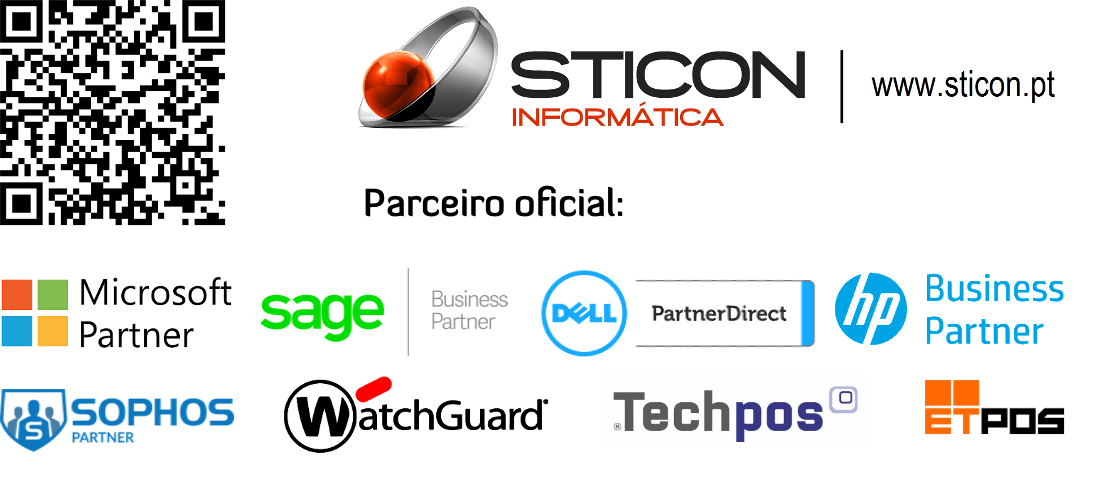 STICON
INFORMÁTICA
www.sticon.pt
Parceiro oficial:
Microsoft
Partner
sage
Business
Partner
DELL
PartnerDirect
hp
Business
Partner
S
SOPHOS
PARTNER
WatchGuard®
®Techpos
ETPOS